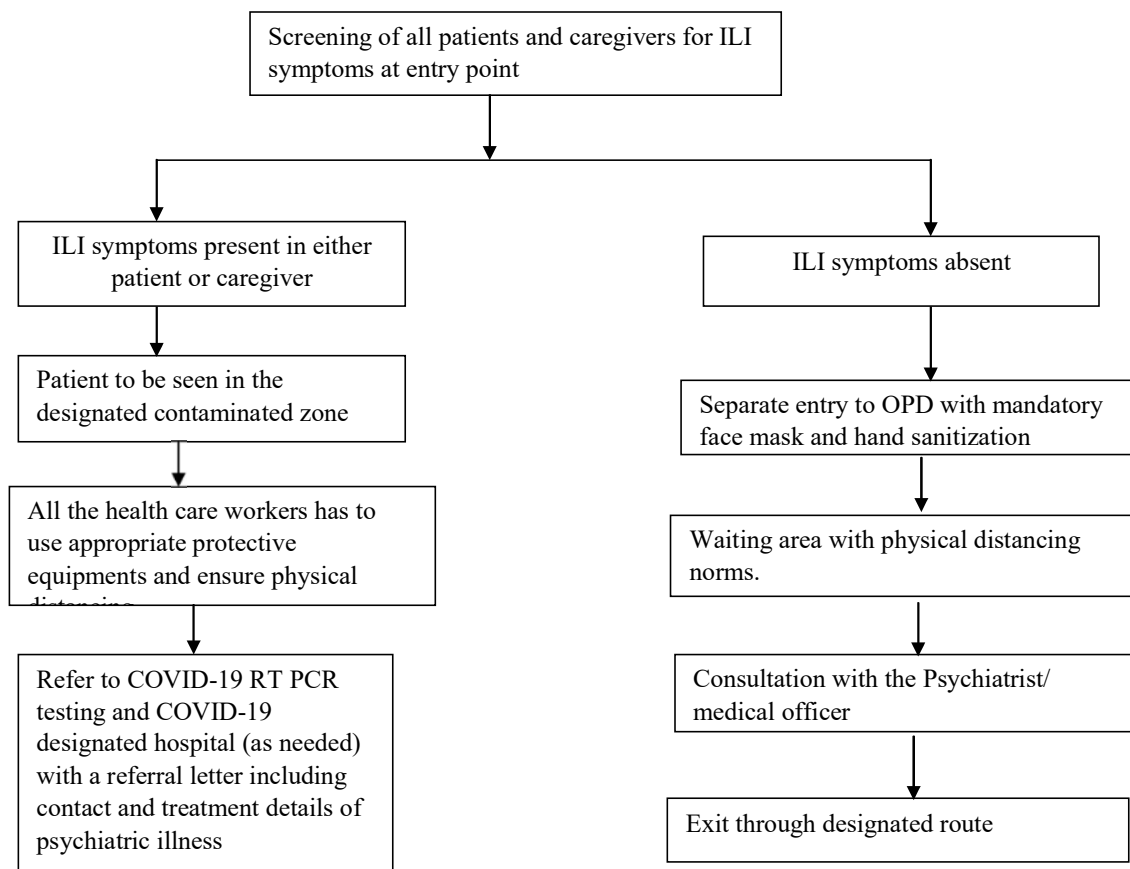 Screening of all patients and caregivers for ILI
symptoms at entry point
ILI symptoms present in either
patient or caregiver
Patient to be seen in the
designated contaminated zone
All the health care workers has to
use appropriate protective
equipments and ensure physical
distancing
Refer to COVID-19 RT PCR
testing and COVID-19
designated hospital (as needed)
with a referral letter including
contact and treatment details of
psychiatric illness
ILI symptoms absent
Separate entry to OPD with mandatory
face mask and hand sanitization
Waiting area with physical distancing
norms.
Consultation with the Psychiatrist/
medical officer
Exit through designated route